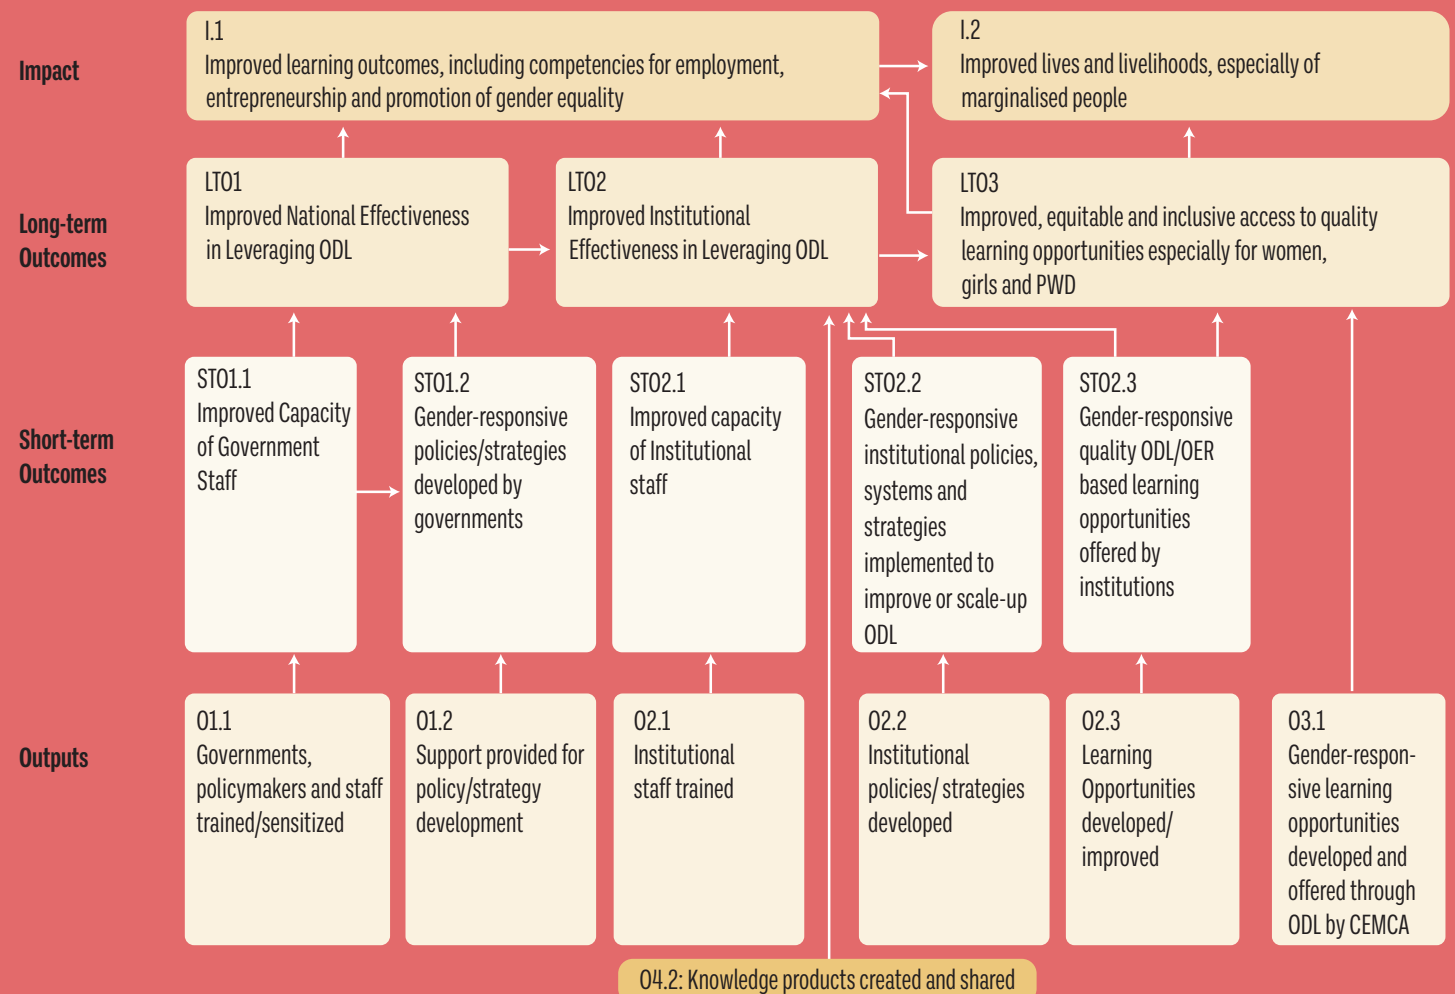 Impact
I.1
Improved learning outcomes, including competencies for employment,
entrepreneurship and promotion of gender equality
I.2
Improved lives and livelihoods, especially of
marginalised people
Long-term
Outcomes
LTO1
Improved National Effectiveness
in Leveraging ODL
LTO2
Improved Institutional
Effectiveness in Leveraging ODL
LTO3
Improved, equitable and inclusive access to quality
learning opportunities especially for women,
girls and PWD
Short-term
Outcomes
STO1.1
Improved Capacity
of Government
Staff
STO1.2
Gender-responsive
policies/strategies
developed by
governments
STO2.1
Improved capacity
of Institutional
staff
STO2.2
Gender-responsive
institutional policies,
systems and
strategies
implemented to
improve or scale-up
ODL
STO2.3
Gender-responsive
quality ODL/OER
based learning
opportunities
offered by
institutions
Outputs
O1.1
Governments,
policymakers and staff
trained/sensitized
O1.2
Support provided for
policy/strategy
development
O2.1
Institutional
staff trained
O2.2
Institutional
policies/ strategies
developed
O2.3
Learning
Opportunities
developed/
improved
O3.1
Gender-respon-
sive learning
opportunities
developed and
offered through
ODL by CEMCA
O4.2: Knowledge products created and shared